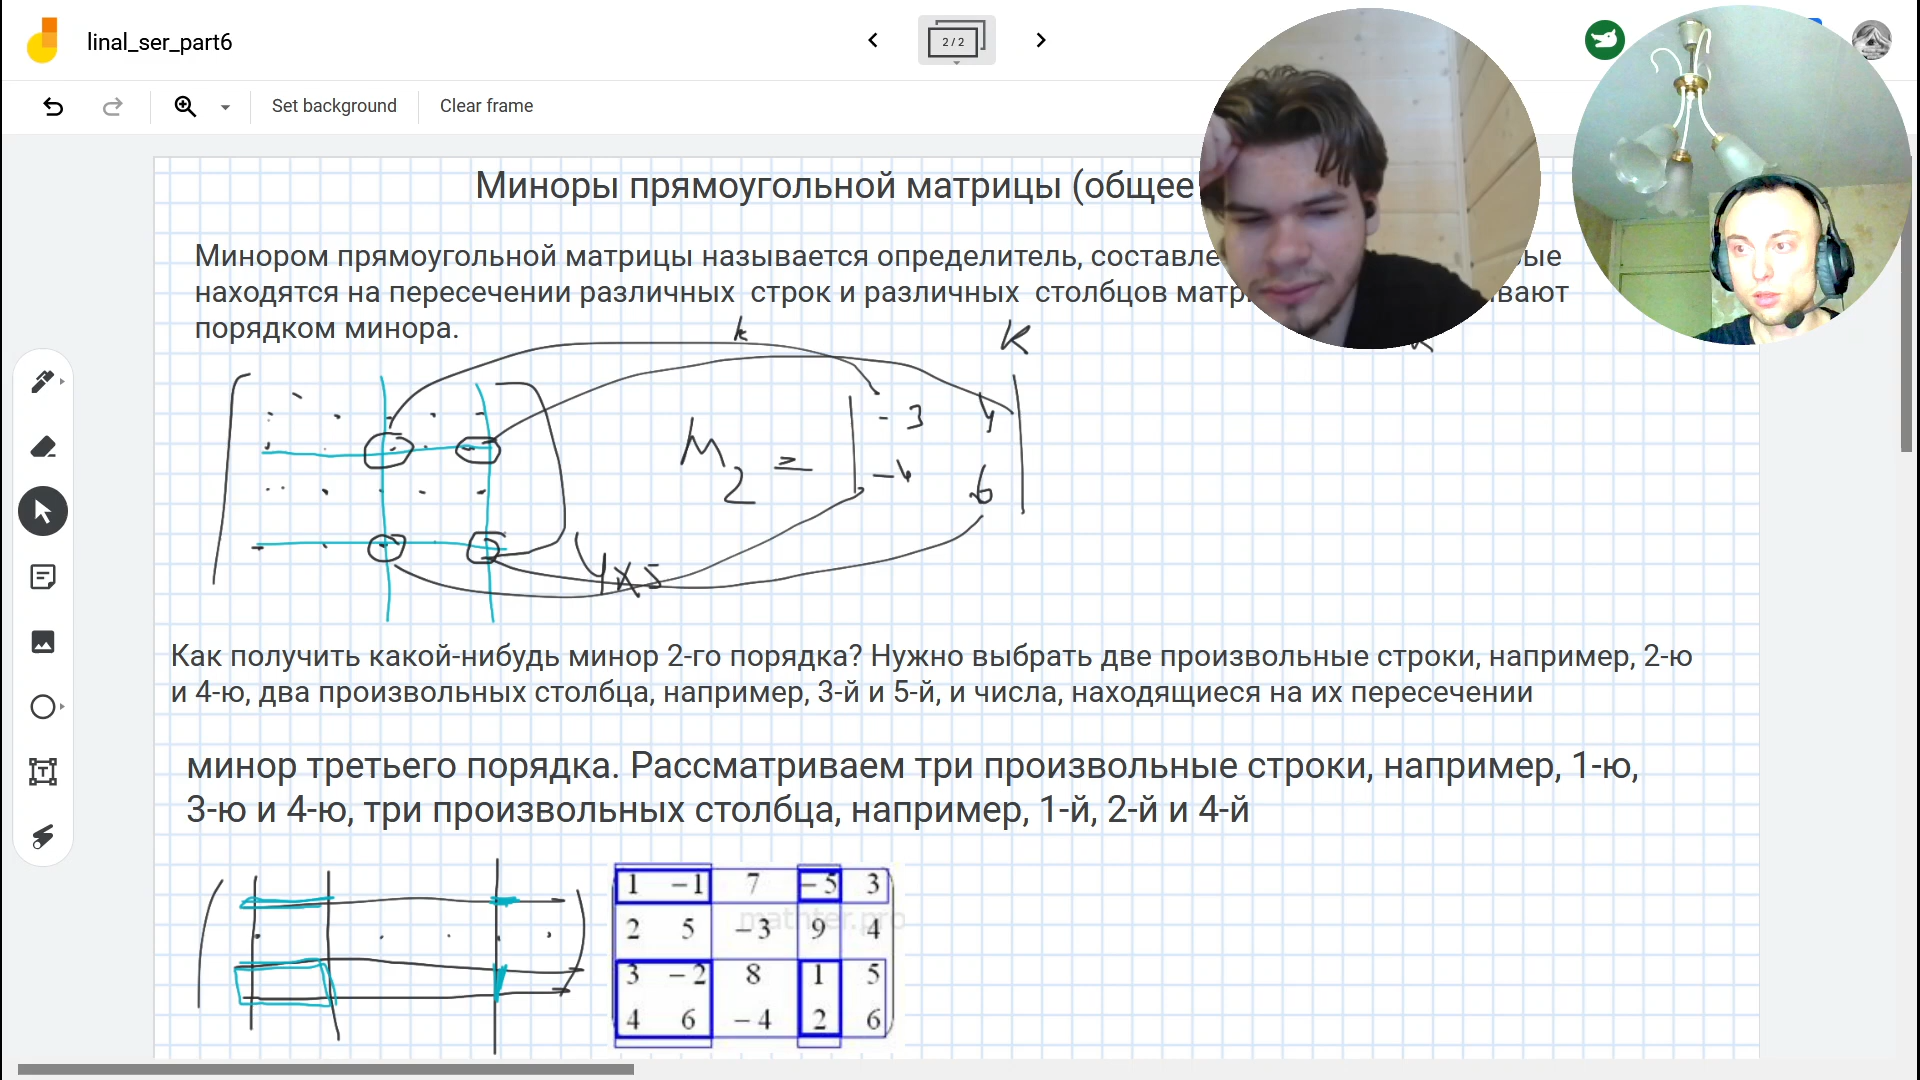 linal_ser_part6
2 / 2
Set background
Clear frame
Миноры прямоугольной матрицы (общее
Минором прямоугольной матрицы называется определитель,
находятся на пересечении различных строк и различных столбцов
порядком минора.
k
K
M2 = | -3 4 |
| -4 6 |
4x5
Как получить какой-нибудь минор 2-го порядка? Нужно выбрать две произвольные строки, например, 2-ю
и 4-ю, два произвольных столбца, например, 3-й и 5-й, и числа, находящиеся на их пересечении
минор третьего порядка. Рассматриваем три произвольные строки, например, 1-ю,
3-ю и 4-ю, три произвольных столбца, например, 1-й, 2-й и 4-й
1 -1 7 -5 3
mathter.pro
2 5 -3 9 4
3 -2 8 1 5
4 6 -4 2 6